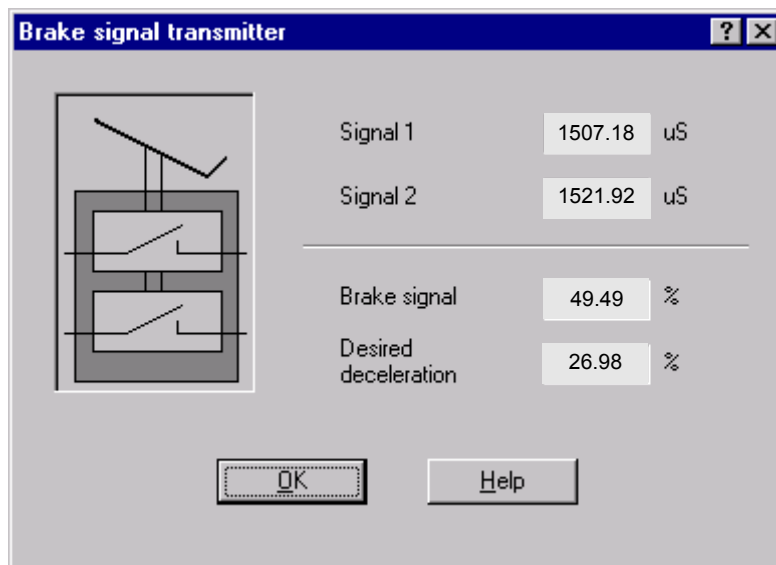 Brake signal transmitter
Signal 1 1507.18 uS
Signal 2 1521.92 uS
Brake signal 49.49 %
Desired
deceleration 26.98 %
OK Help